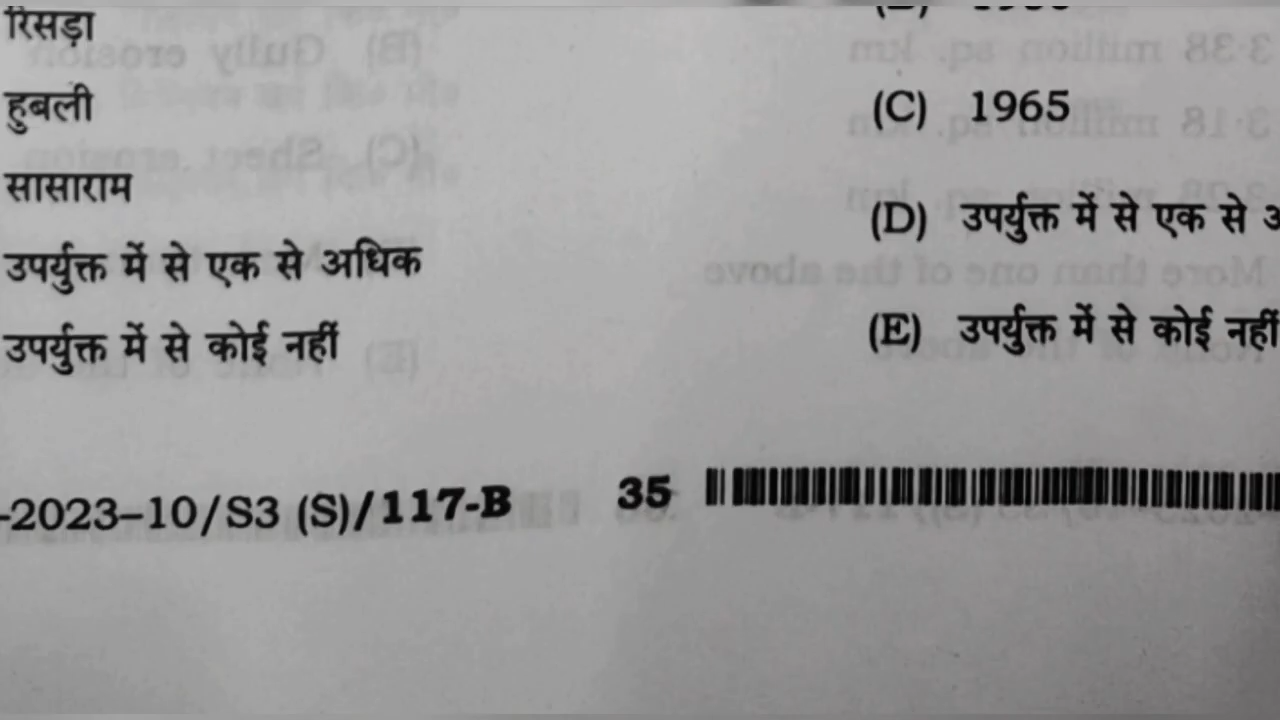 रिसड़ा
हुबली
सासाराम
उपर्युक्त में से एक से अधिक
उपर्युक्त में से कोई नहीं
(C) 1965
(D) उपर्युक्त में से एक से
(E) उपर्युक्त में से कोई नहीं
-2023-10/S3 (S)/117-B 35